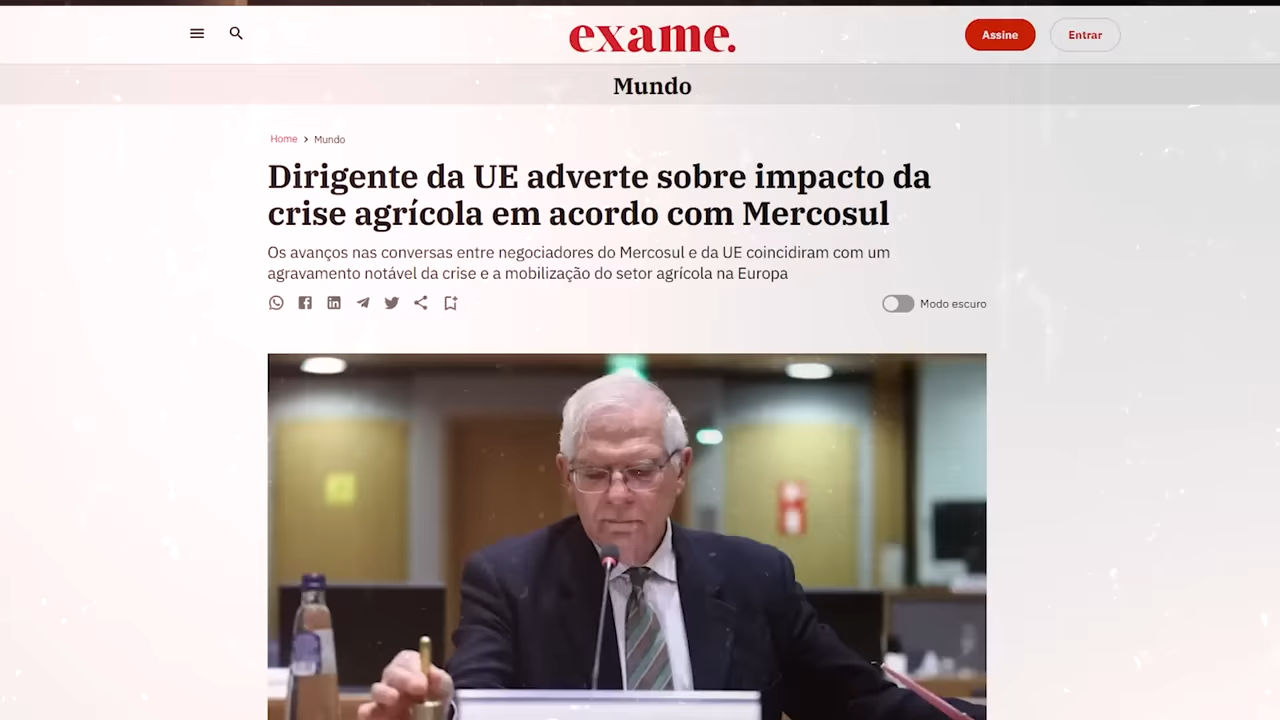 exame.
Assine
Entrar
Mundo
Home > Mundo
Dirigente da UE adverte sobre impacto da
crise agrícola em acordo com Mercosul
Os avanços nas conversas entre negociadores do Mercosul e da UE coincidiram com um
agravamento notável da crise e a mobilização do setor agrícola na Europa
Modo escuro